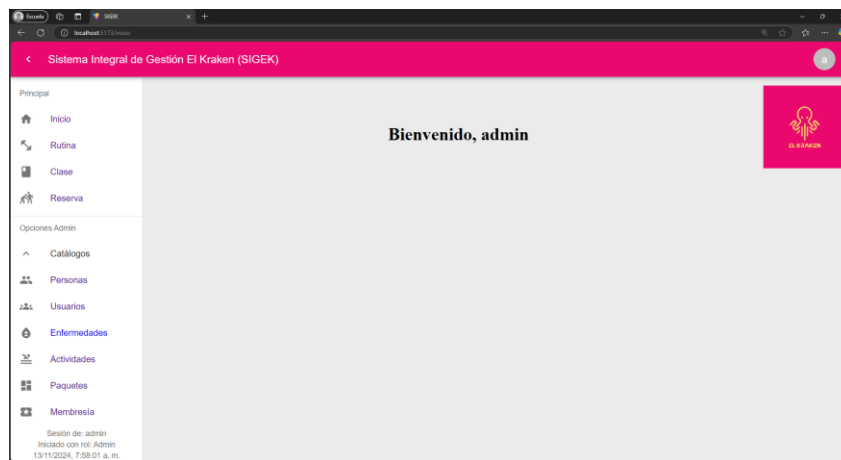 Escuela
SIGEK
localhost:5173/inicio
Sistema Integral de Gestión El Kraken (SIGEK)
a
Principal
Inicio
Rutina
Clase
Reserva
Bienvenido, admin
EL KRAKEN
Opciones Admin
Catálogos
Personas
Usuarios
Enfermedades
Actividades
Paquetes
Membresía
Sesión de: admin
Iniciado con rol: Admin
13/11/2024, 7:58:01 a. m.